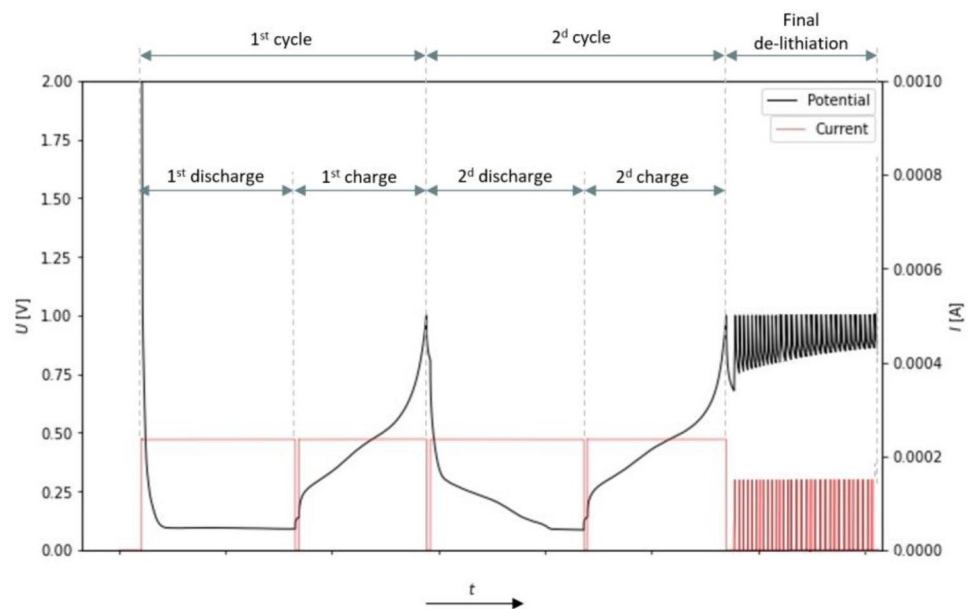 1st cycle
2d cycle
Final
de-lithiation
1st discharge
1st charge
2d discharge
2d charge
Potential
Current
2.00
1.75
1.50
1.25
1.00
0.75
0.50
0.25
0.00
U [V]
0.0010
0.0008
0.0006
0.0004
0.0002
0.0000
I [A]
t